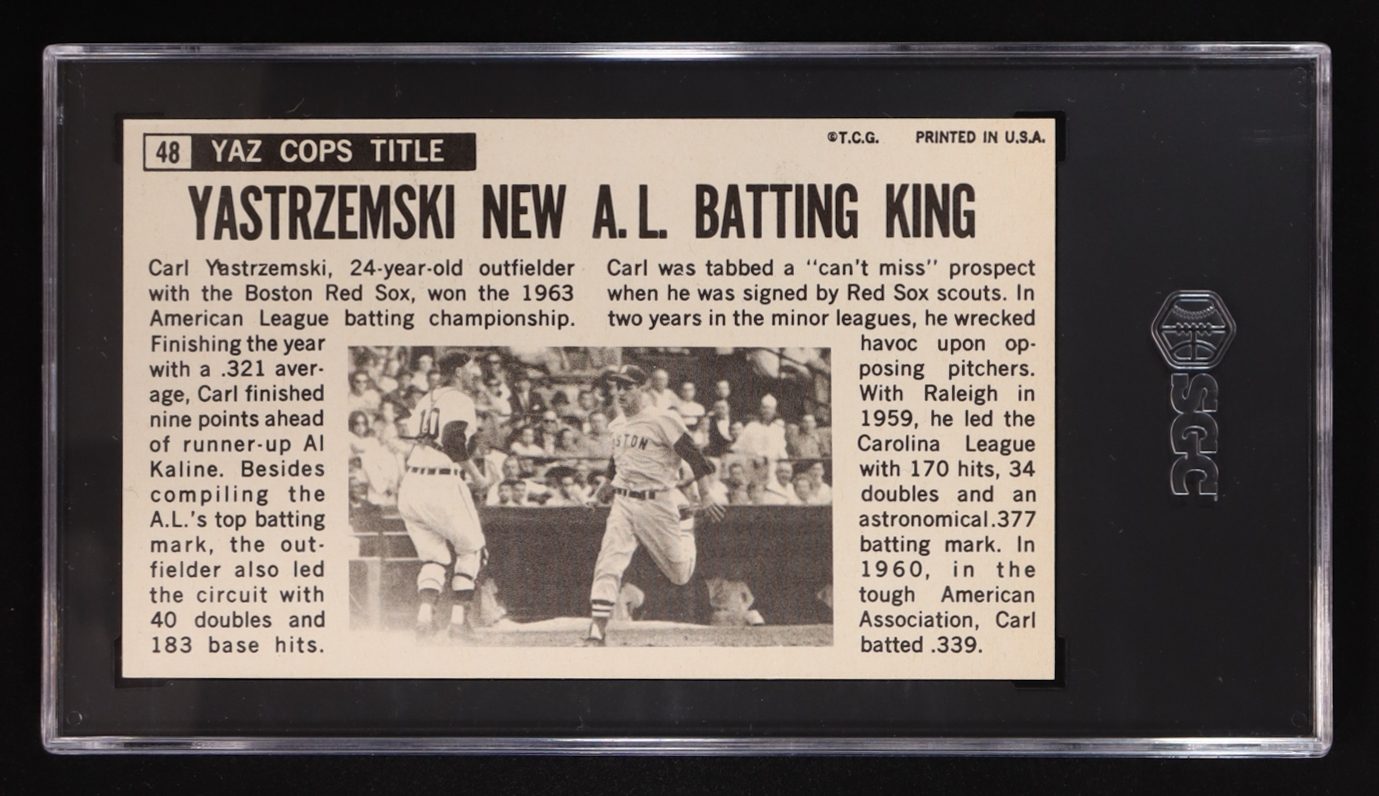 48 YAZ COPS TITLE
©T.C.G. PRINTED IN U.S.A.
YASTRZEMSKI NEW A.L. BATTING KING
Carl Yastrzemski, 24-year-old outfielder
with the Boston Red Sox, won the 1963
American League batting championship.
Finishing the year
with a .321 aver-
age, Carl finished
nine points ahead
of runner-up Al
Kaline. Besides
compiling the
A.L.'s top batting
mark, the out-
fielder also led
the circuit with
40 doubles and
183 base hits.
Carl was tabbed a "can't miss" prospect
when he was signed by Red Sox scouts. In
two years in the minor leagues, he wrecked
havoc upon op-
posing pitchers.
With Raleigh in
1959, he led the
Carolina League
with 170 hits, 34
doubles and an
astronomical .377
batting mark. In
1960, in the
tough American
Association, Carl
batted .339.
10
STON
SGC